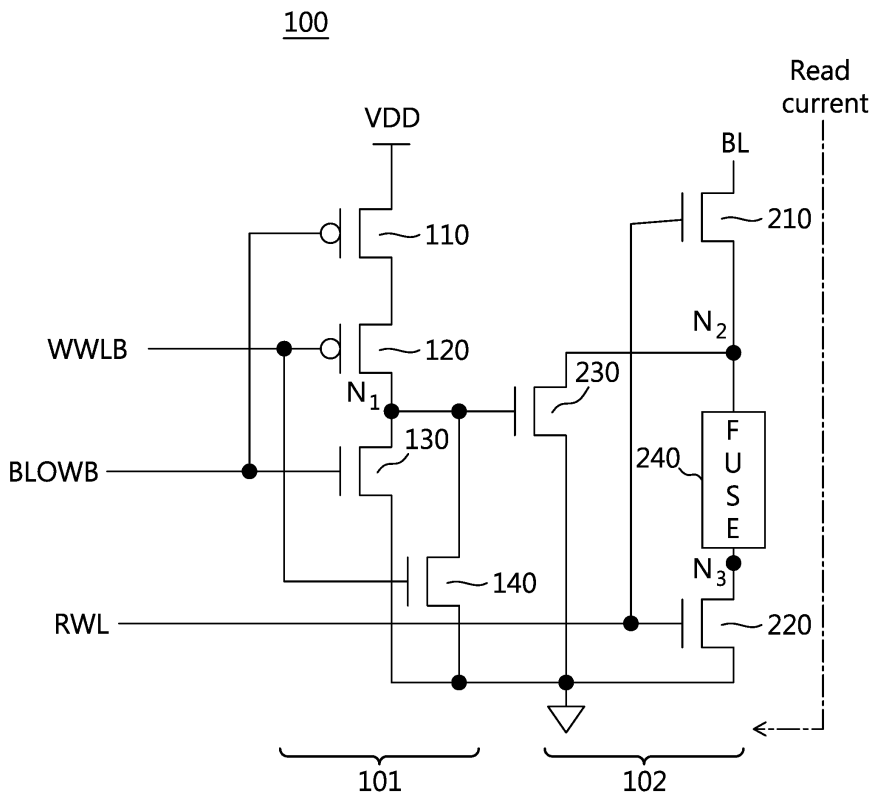 100
Read
current
VDD
BL
110
210
N2
WWLB
120
230
N1
130
BLOWB
240
FUSE
N3
140
RWL
220
101
102